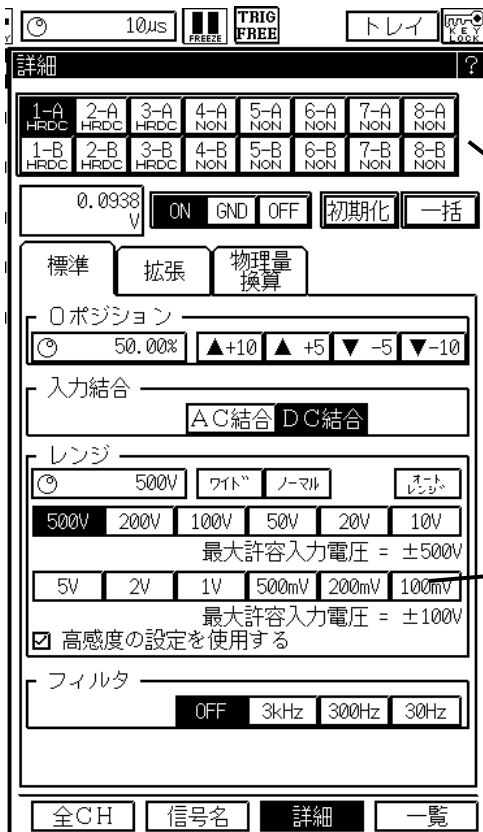 10μs FREEZE TRIG FREE トレイ KEY LOCK
詳細 ?
1-A 2-A 3-A 4-A 5-A 6-A 7-A 8-A
HRDC HRDC HRDC NON NON NON NON NON
1-B 2-B 3-B 4-B 5-B 6-B 7-B 8-B
HRDC HRDC HRDC NON NON NON NON NON
0.0938 V ON GND OFF 初期化 一括
標準 拡張 物理量換算
0ポジション
50.00% ▲+10 ▲ +5 ▼ -5 ▼-10
入力結合
AC結合 DC結合
レンジ
500V ワイド ノーマル オートレンジ
500V 200V 100V 50V 20V 10V
最大許容入力電圧 = ±500V
5V 2V 1V 500mV 200mV 100mV
最大許容入力電圧 = ±100V
☑ 高感度の設定を使用する
フィルタ
OFF 3kHz 300Hz 30Hz
全CH 信号名 詳細 一覧